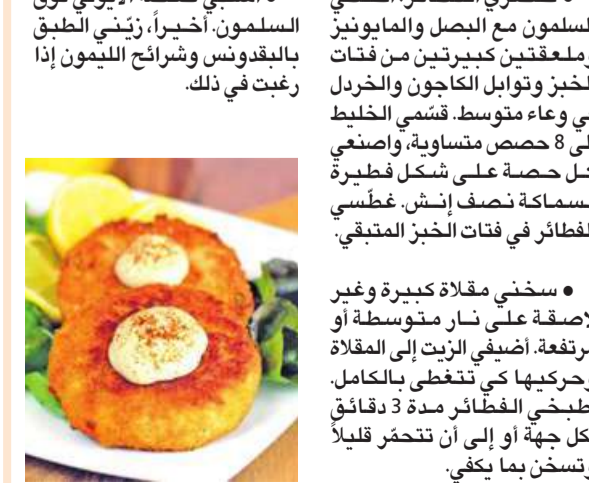 السلمون مع البصل والمايونيز
وملعقتين كبيرتين من فتات
الخبز وتوابل الكاجون والخردل
في وعاء متوسط. قسّمي الخليط
إلى 8 حصص متساوية، واصنعي
كل حصة على شكل فطيرة
بسماكة نصف إنش. غطّسي
الفطائر في فتات الخبز المتبقي.
● سخني مقلاة كبيرة وغير
لاصقة على نار متوسطة أو
مرتفعة. أضيفي الزيت إلى المقلاة
وحركيها كي تتغطى بالكامل.
اطبخي الفطائر مدة 3 دقائق
لكل جهة أو إلى أن تتحمّر قليلاً
وتسخن بما يكفي.
السلمون. أخيراً، زيّني الطبق
بالبقدونس وشرائح الليمون إذا
رغبت في ذلك.